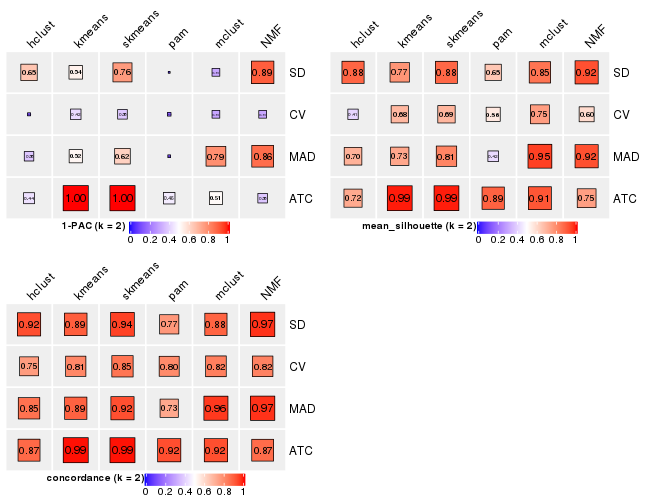 hclust kmeans skmeans pam mclust NMF
0.65 0.54 0.76 0.89 SD
CV
0.52 0.62 0.79 0.86 MAD
0.44 1.00 1.00 0.46 0.51 ATC
1-PAC (k = 2)
0 0.2 0.4 0.6 0.8 1
hclust kmeans skmeans pam mclust NMF
0.88 0.77 0.88 0.65 0.85 0.92 SD
0.41 0.68 0.69 0.56 0.75 0.60 CV
0.70 0.73 0.81 0.42 0.95 0.92 MAD
0.72 0.99 0.99 0.89 0.91 0.75 ATC
mean_silhouette (k = 2)
0 0.2 0.4 0.6 0.8 1
hclust kmeans skmeans pam mclust NMF
0.92 0.89 0.94 0.77 0.88 0.97 SD
0.75 0.81 0.85 0.80 0.82 0.82 CV
0.85 0.89 0.92 0.73 0.96 0.97 MAD
0.87 0.99 0.99 0.92 0.92 0.87 ATC
concordance (k = 2)
0 0.2 0.4 0.6 0.8 1